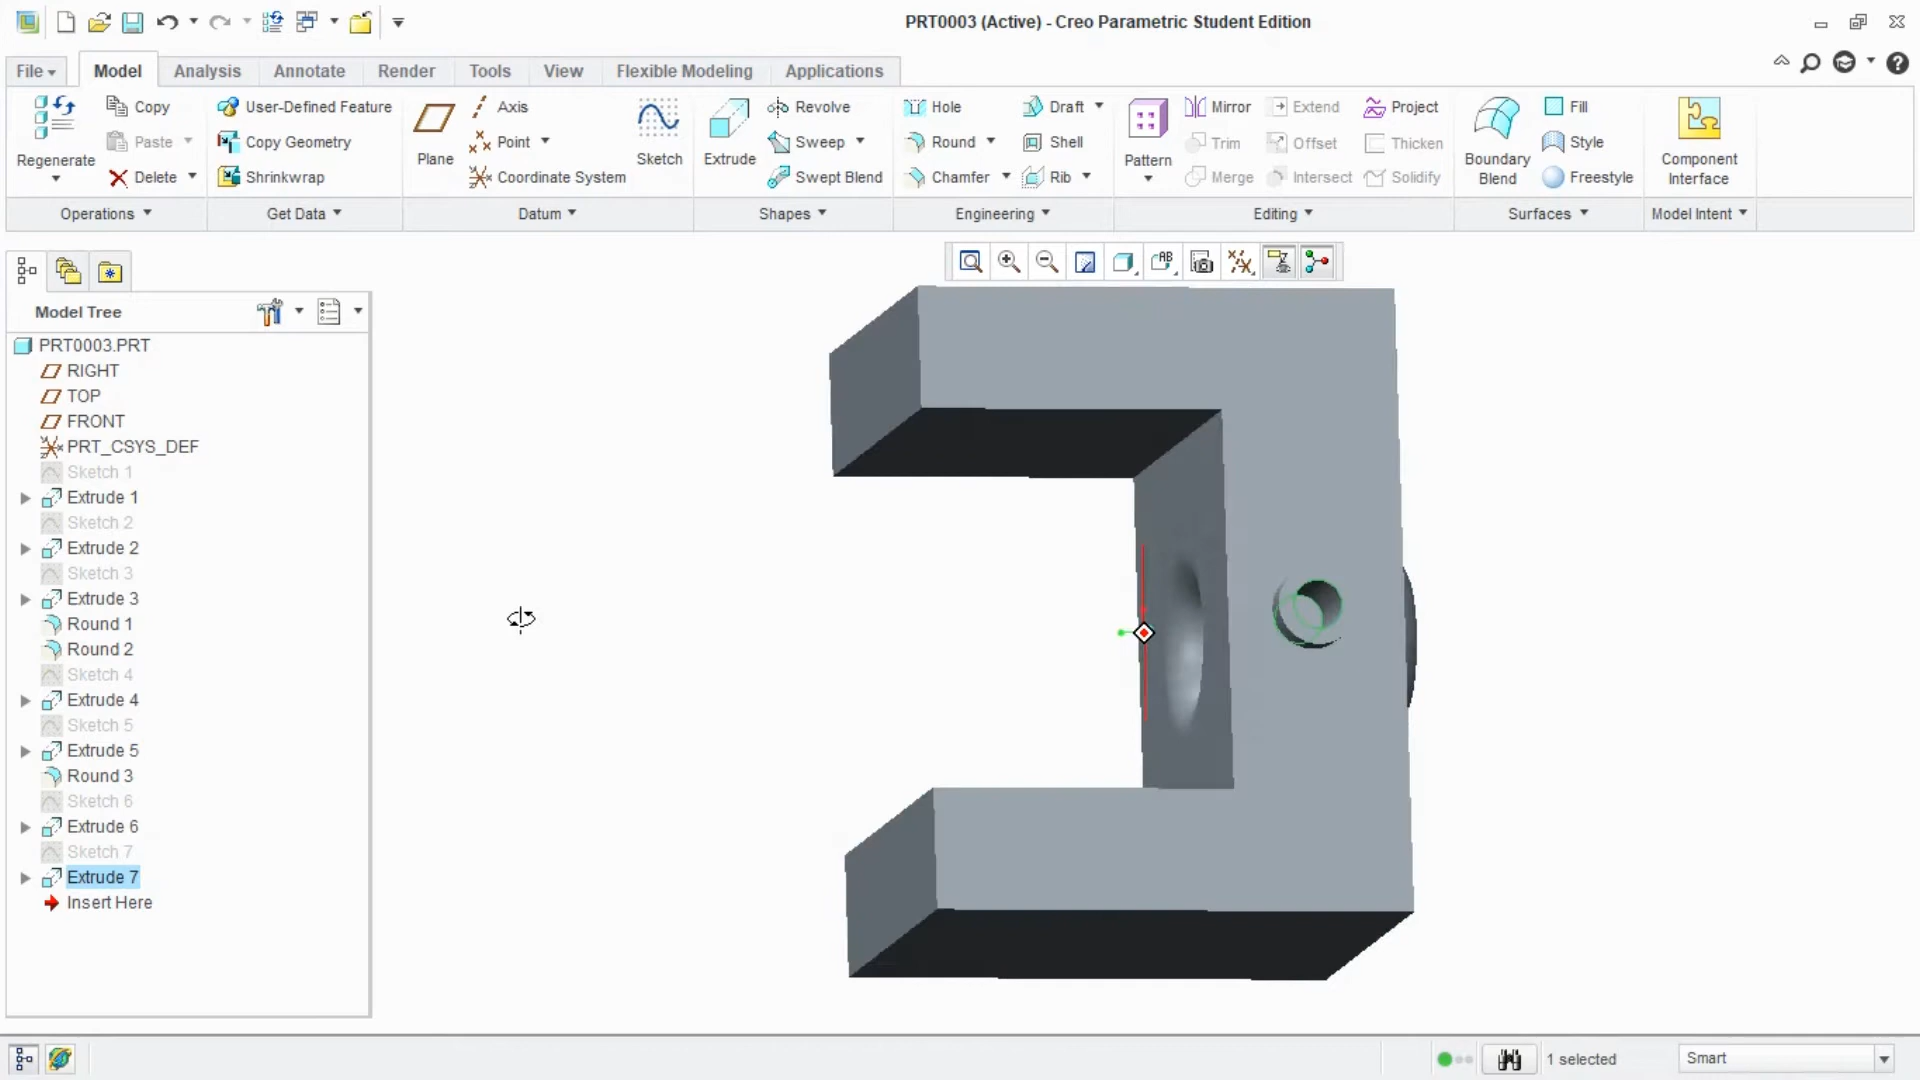 PRT0003 (Active) - Creo Parametric Student Edition
File Model Analysis Annotate Render Tools View Flexible Modeling Applications
Regenerate
Copy
Paste
Delete
Operations
User-Defined Feature
Copy Geometry
Shrinkwrap
Get Data
Plane
Axis
Point
Coordinate System
Sketch
Datum
Extrude
Revolve
Sweep
Swept Blend
Shapes
Hole
Round
Chamfer
Draft
Shell
Rib
Engineering
Pattern
Mirror
Trim
Merge
Extend
Offset
Intersect
Project
Thicken
Solidify
Editing
Boundary
Blend
Fill
Style
Freestyle
Surfaces
Component
Interface
Model Intent
AB
Model Tree
PRT0003.PRT
RIGHT
TOP
FRONT
PRT_CSYS_DEF
Sketch 1
Extrude 1
Sketch 2
Extrude 2
Sketch 3
Extrude 3
Round 1
Round 2
Sketch 4
Extrude 4
Sketch 5
Extrude 5
Round 3
Sketch 6
Extrude 6
Sketch 7
Extrude 7
Insert Here
1 selected
Smart